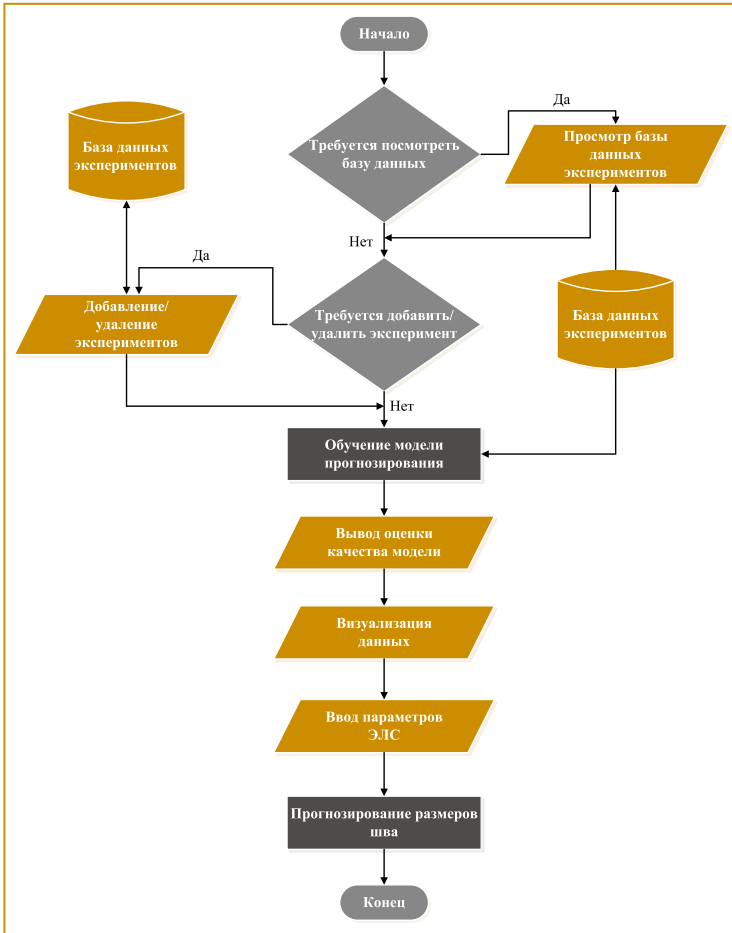 Начало
Да
Требуется посмотреть
базу данных
Просмотр базы
данных
экспериментов
База данных
экспериментов
Нет
Да
Добавление/
удаление
экспериментов
Требуется добавить/
удалить эксперимент
База данных
экспериментов
Нет
Обучение модели
прогнозирования
Вывод оценки
качества модели
Визуализация
данных
Ввод параметров
ЭЛС
Прогнозирование размеров
шва
Конец